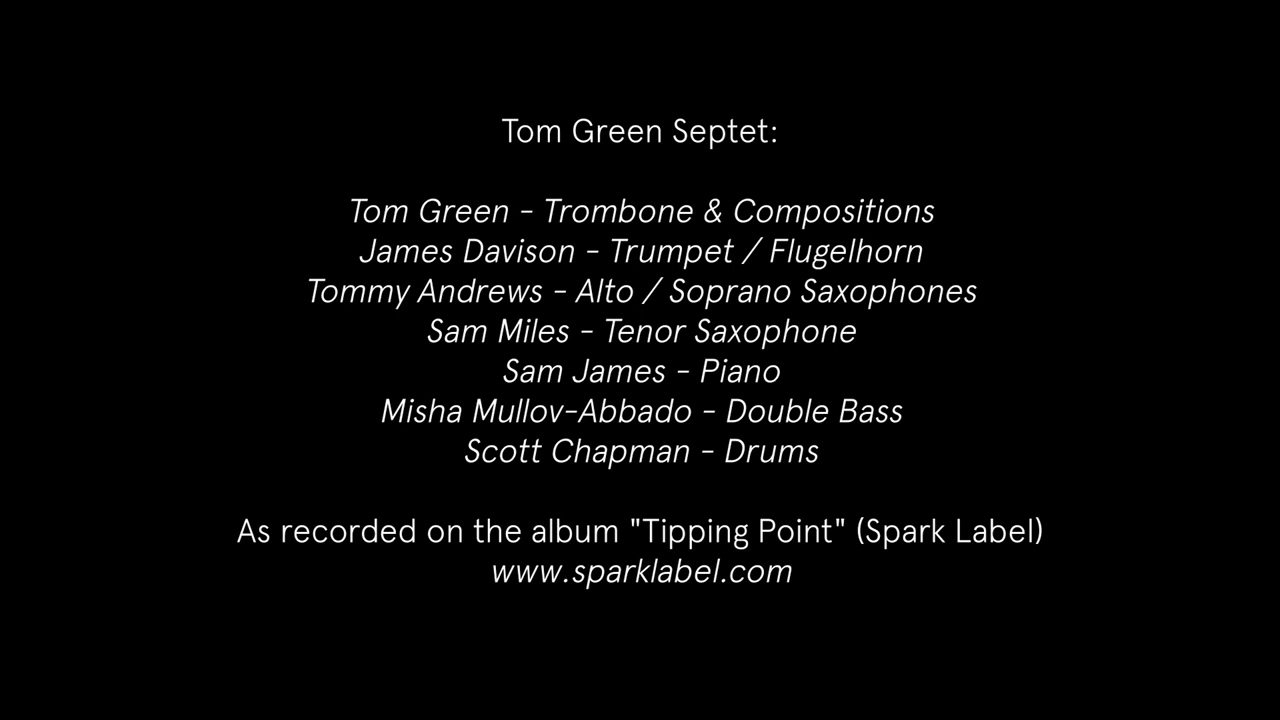 Tom Green Septet:
Tom Green - Trombone & Compositions
James Davison - Trumpet / Flugelhorn
Tommy Andrews - Alto / Soprano Saxophones
Sam Miles - Tenor Saxophone
Sam James - Piano
Misha Mullov-Abbado - Double Bass
Scott Chapman - Drums
As recorded on the album "Tipping Point" (Spark Label)
www.sparklabel.com